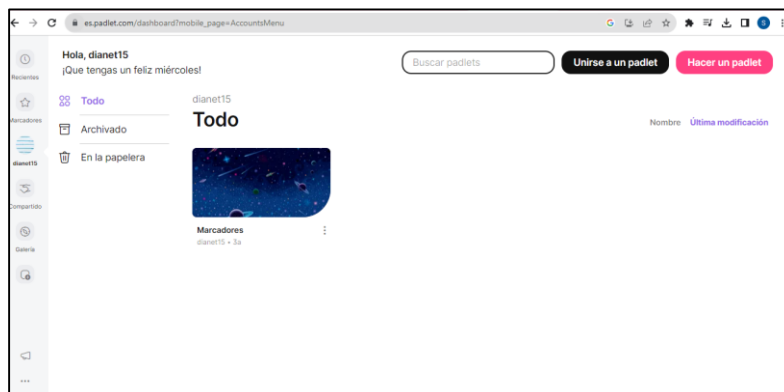 es.padlet.com/dashboard?mobile_page=AccountsMenu
Hola, dianet15
¡Que tengas un feliz miércoles!
Buscar padlets
Unirse a un padlet
Hacer un padlet
Recientes
Marcadores
dianet15
Compartido
Galería
Todo
Archivado
En la papelera
dianet15
Todo
Nombre Última modificación
Marcadores
dianet15 • 3a
S